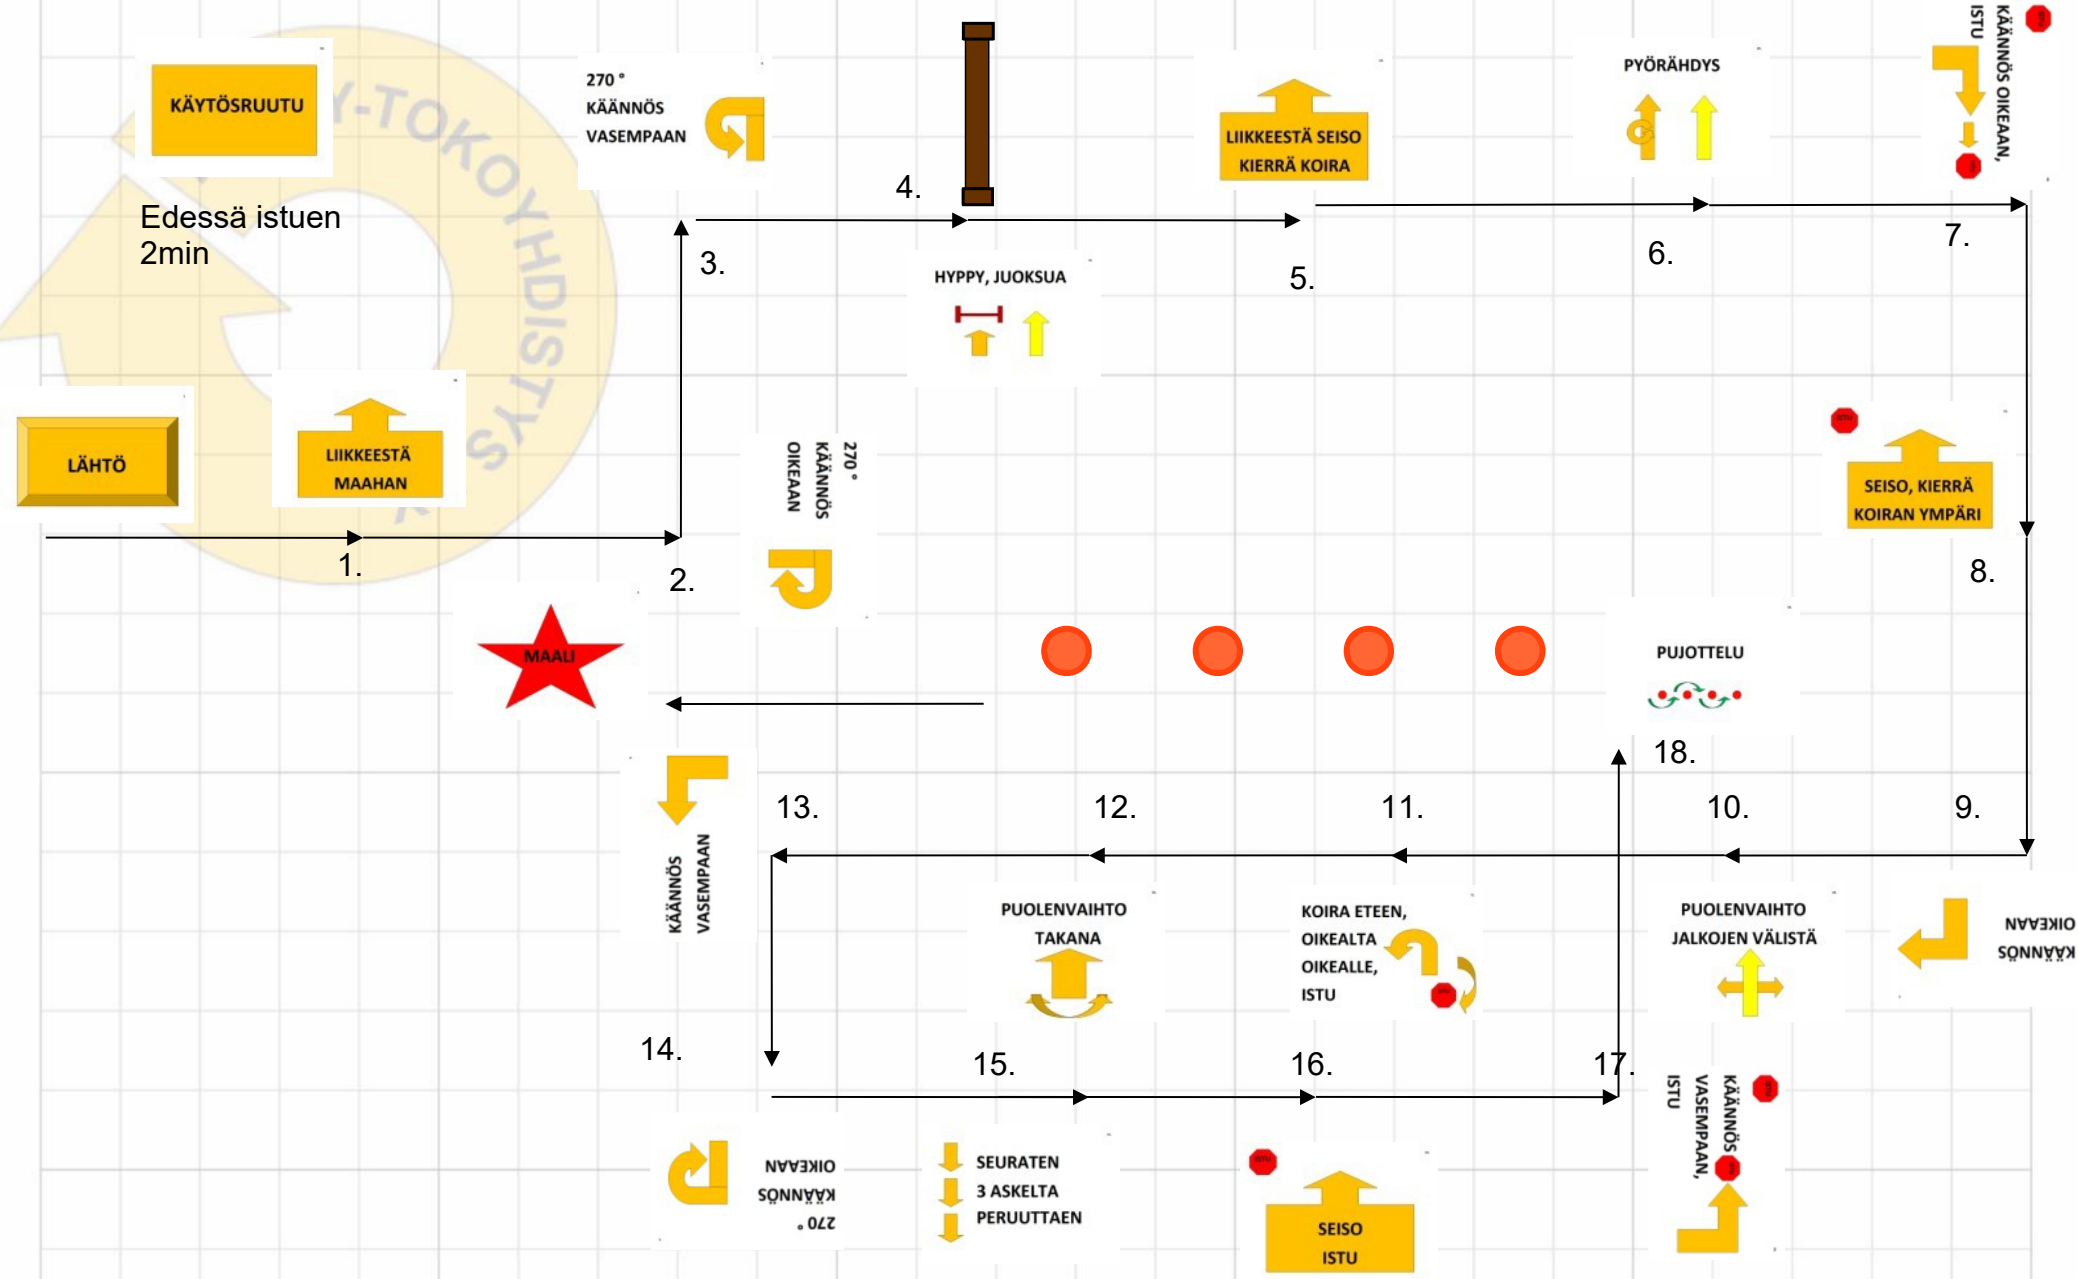 KÄYTÖSRUUTU
Edessä istuen
2min
Y-TOKOYHDISTYS
LÄHTÖ
LIIKKEESTÄ
MAAHAN
1.
2.
270 °
KÄÄNNÖS
OIKEAAN
270 °
KÄÄNNÖS
VASEMPAAN
3.
4.
HYPPY, JUOKSUA
LIIKKEESTÄ SEISO
KIERRÄ KOIRA
5.
PYÖRÄHDYS
6.
KÄÄNNÖS OIKEAAN,
ISTU
7.
SEISO, KIERRÄ
KOIRAN YMPÄRI
8.
KÄÄNNÖS
OIKEAAN
9.
PUOLENVAIHTO
JALKOJEN VÄLISTÄ
10.
KOIRA ETEEN,
OIKEALTA
OIKEALLE,
ISTU
11.
PUOLENVAIHTO
TAKANA
12.
KÄÄNNÖS
VASEMPAAN
13.
270 °
KÄÄNNÖS
OIKEAAN
14.
SEURATEN
3 ASKELTA
PERUUTTAEN
15.
SEISO
ISTU
16.
KÄÄNNÖS
VASEMPAAN,
ISTU
17.
PUJOTTELU
18.
MAALI